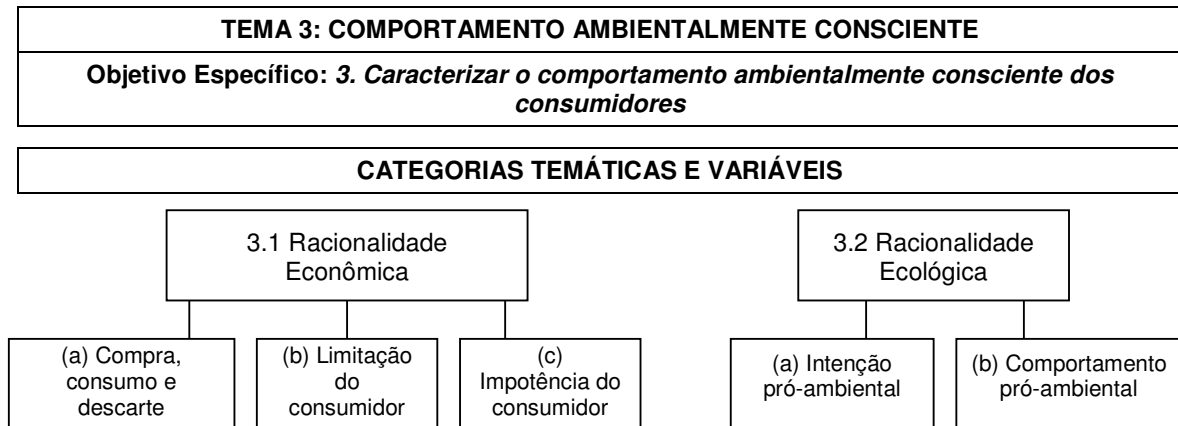 TEMA 3: COMPORTAMENTO AMBIENTALMENTE CONSCIENTE
Objetivo Específico: 3. Caracterizar o comportamento ambientalmente consciente dos
consumidores
CATEGORIAS TEMÁTICAS E VARIÁVEIS
3.1 Racionalidade
Econômica
3.2 Racionalidade
Ecológica
(a) Compra,
consumo e
descarte
(b) Limitação
do
consumidor
(c)
Impotência do
consumidor
(a) Intenção
pró-ambiental
(b) Comportamento
pró-ambiental